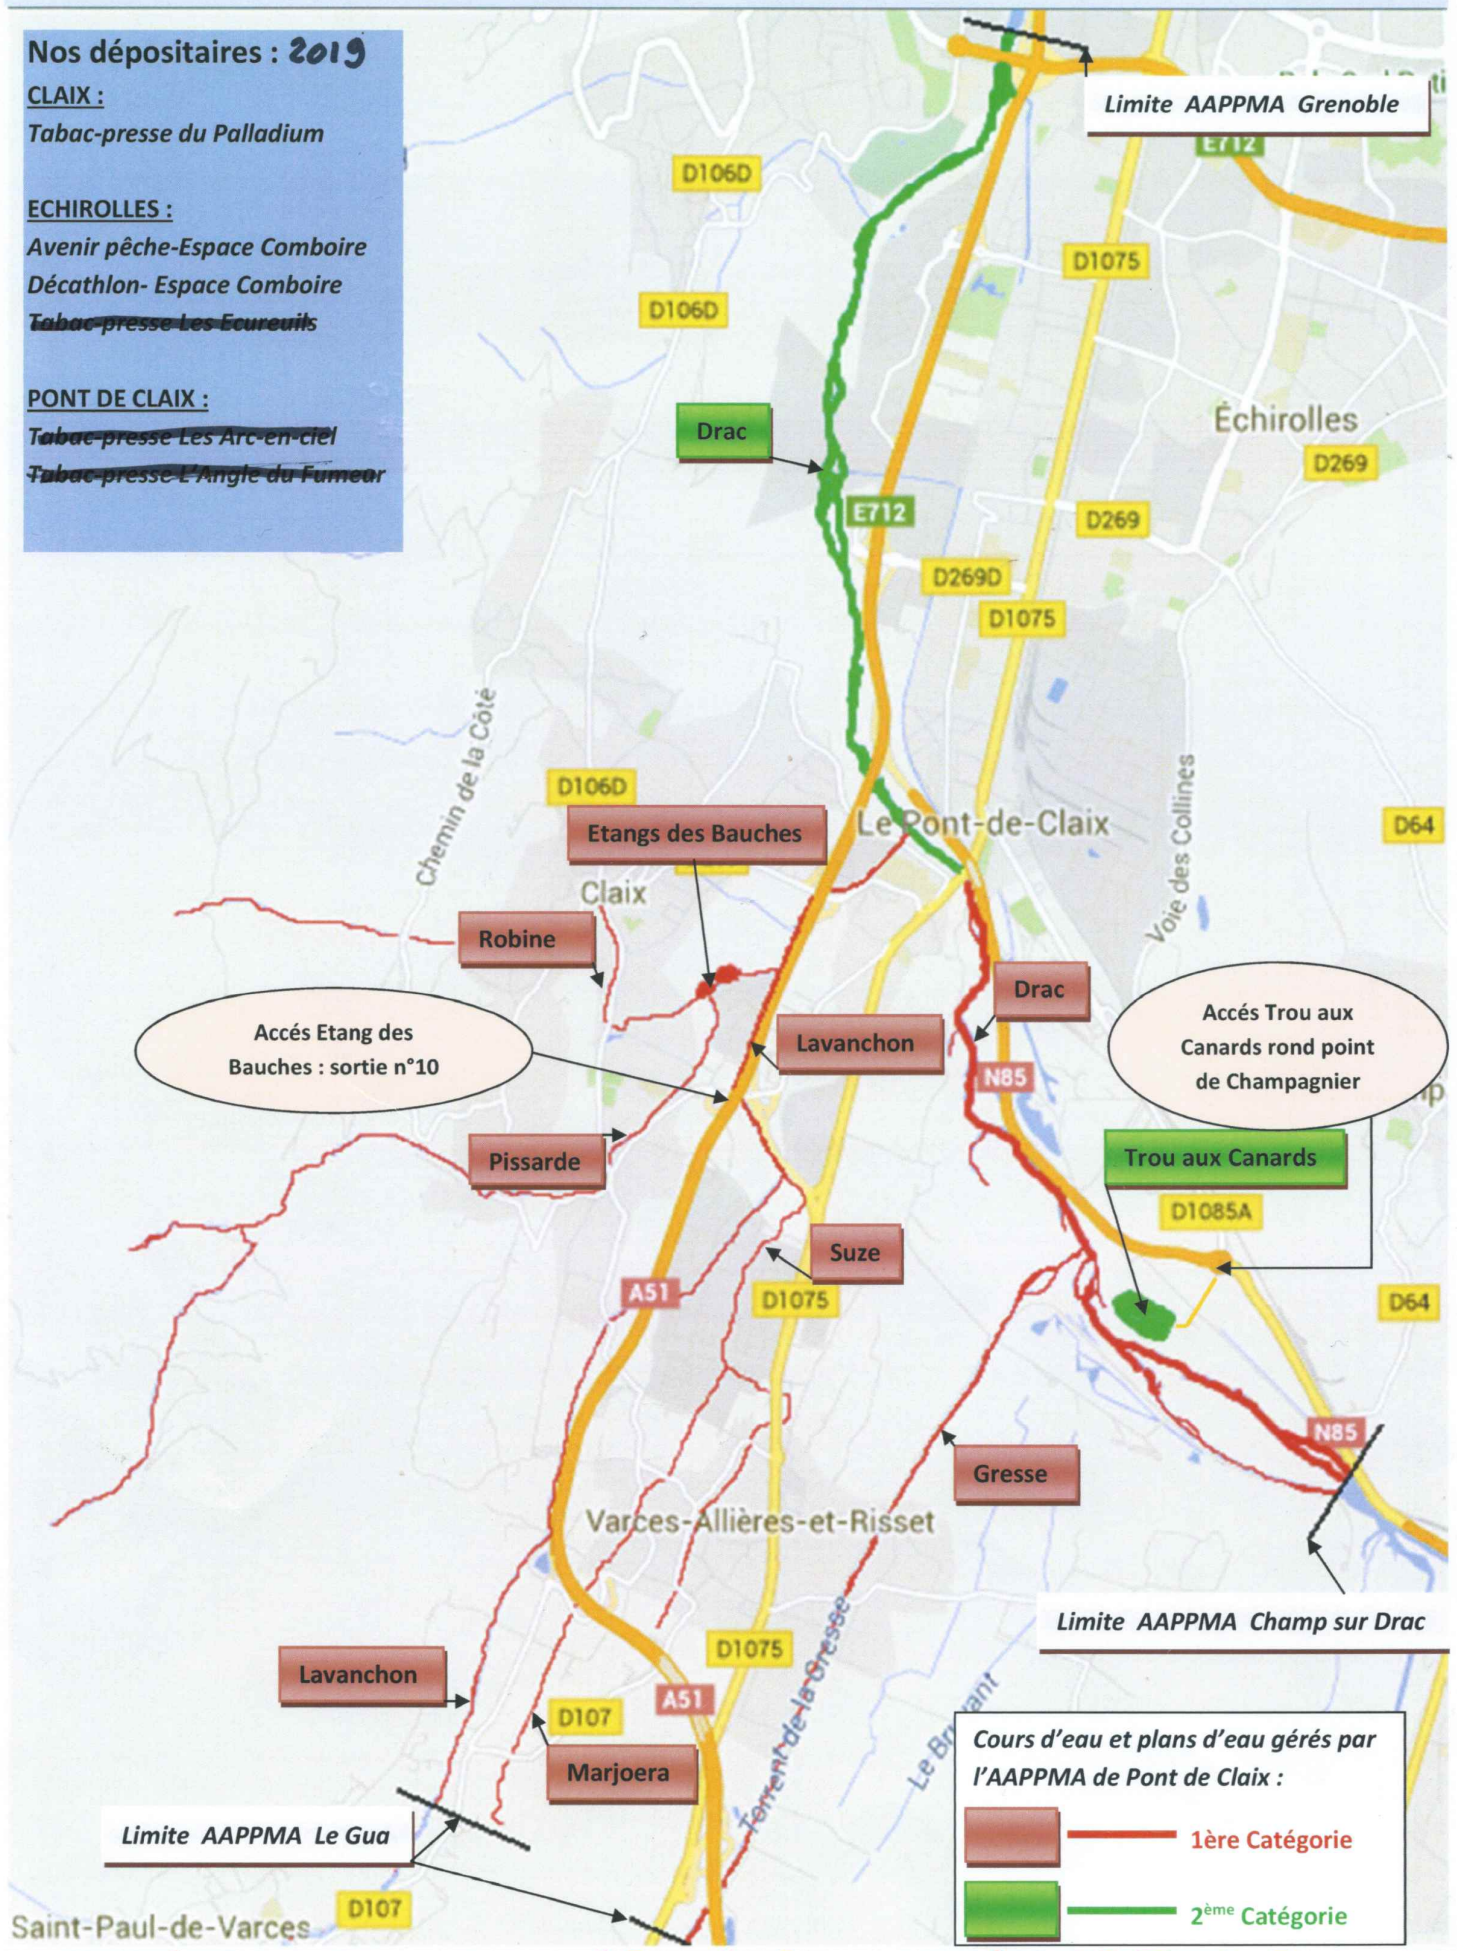 Nos dépositaires : 2019
CLAIX :
Tabac-presse du Palladium
ECHIROLLES :
Avenir pêche-Espace Comboire
Décathlon- Espace Comboire
Tabac-presse Les Ecureuils
PONT DE CLAIX :
Tabac-presse Les Arc-en-ciel
Tabac-presse L'Angle du Fumeur
Limite AAPPMA Grenoble
E712
D106D
D1075
D106D
Échirolles
Drac
D269
E712
D269
D269D
D1075
Chemin de la Côté
D106D
Etangs des Bauches
Le Pont-de-Claix
D64
Voie des Collines
Claix
Robine
Drac
Accés Etang des
Bauches : sortie n°10
Lavanchon
Accés Trou aux
Canards rond point
de Champagnier
N85
Pissarde
Trou aux Canards
D1085A
Suze
A51
D1075
D64
Gresse
N85
Varces-Allières-et-Risset
Limite AAPPMA Champ sur Drac
Lavanchon
D1075
Torrent de la Gresse
A51
D107
Le Bruyant
Marjoera
Limite AAPPMA Le Gua
D107
Saint-Paul-de-Varces
Cours d'eau et plans d'eau gérés par
l'AAPPMA de Pont de Claix :
1ère Catégorie
2ème Catégorie